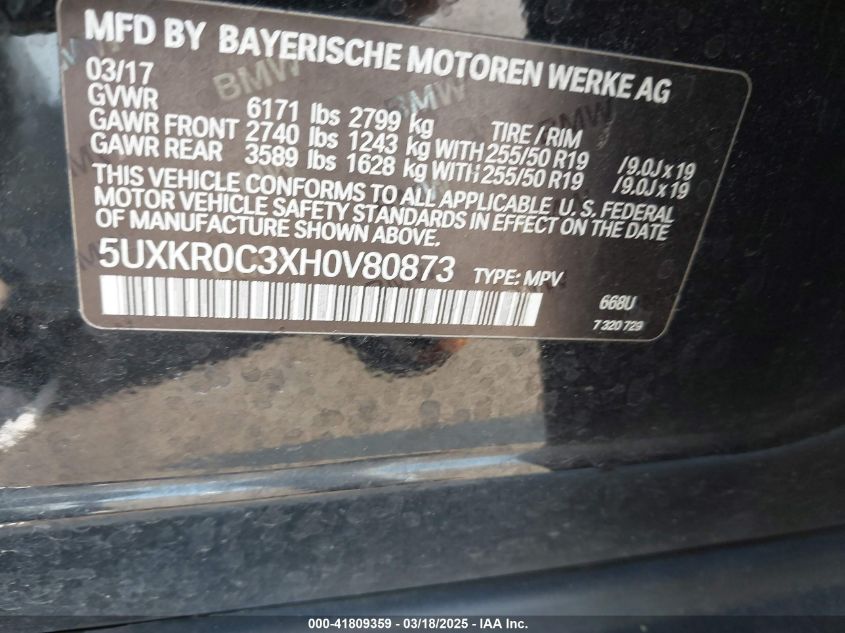 MFD BY BAYERISCHE MOTOREN WERKE AG
03/17
GVWR 6171 lbs 2799 kg TIRE / RIM
GAWR FRONT 2740 lbs 1243 kg WITH 255/50 R19 /9.0J x 19
GAWR REAR 3589 lbs 1628 kg WITH 255/50 R19 /9.0J x 19
THIS VEHICLE CONFORMS TO ALL APPLICABLE U. S. FEDERAL
MOTOR VEHICLE SAFETY STANDARDS IN EFFECT ON THE DATE
OF MANUFACTURE SHOWN ABOVE.
5UXKR0C3XH0V80873 TYPE: MPV
668U
7 320 729
BMW
BMW
BMW
000-41809359 - 03/18/2025 - IAA Inc.